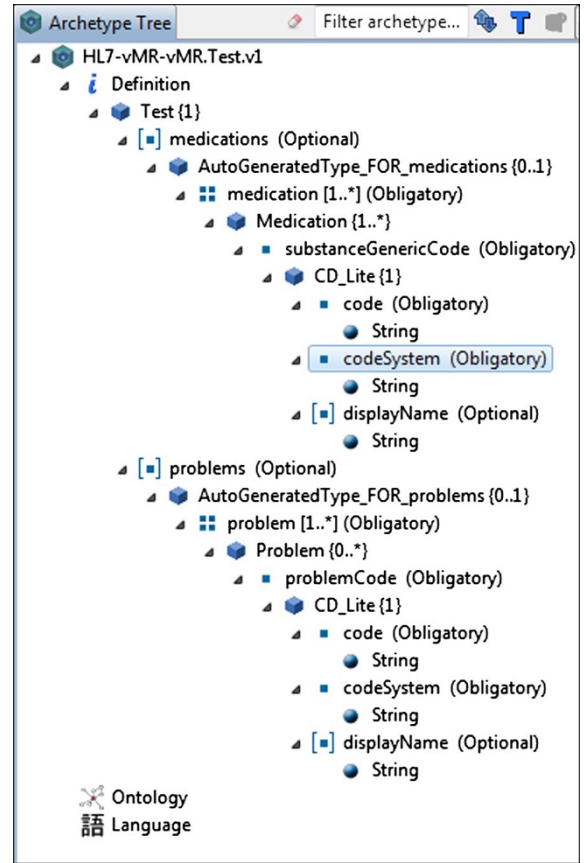 Archetype Tree
Filter archetype...
T
HL7-vMR-vMR.Test.v1
i Definition
Test {1}
medications (Optional)
AutoGeneratedType_FOR_medications {0..1}
medication [1..*] (Obligatory)
Medication {1..*}
substanceGenericCode (Obligatory)
CD_Lite {1}
code (Obligatory)
String
codeSystem (Obligatory)
String
displayName (Optional)
String
problems (Optional)
AutoGeneratedType_FOR_problems {0..1}
problem [1..*] (Obligatory)
Problem {0..*}
problemCode (Obligatory)
CD_Lite {1}
code (Obligatory)
String
codeSystem (Obligatory)
String
displayName (Optional)
String
Ontology
語 Language